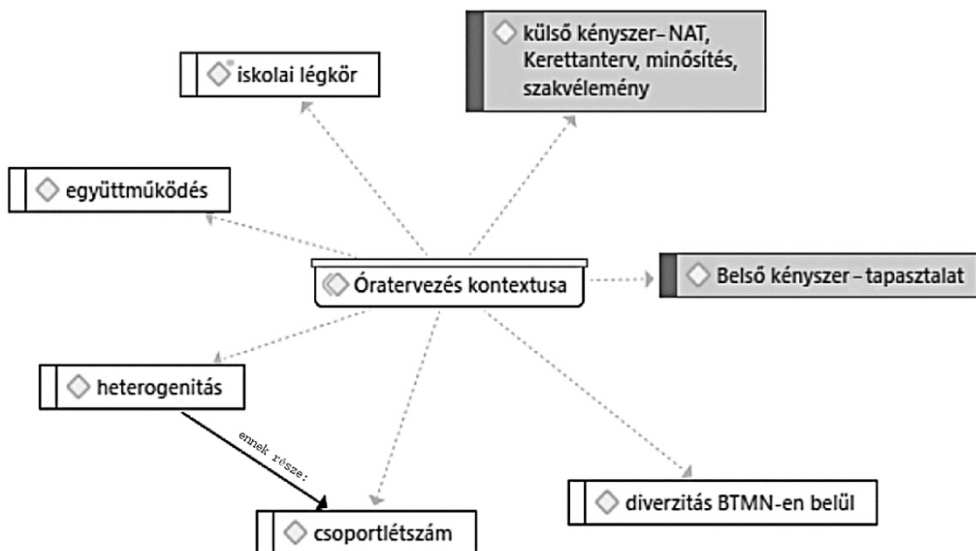 külső kényszer – NAT,
Kerettanterv, minősítés,
szakvélemény
iskolai légkör
együttműködés
Óratervezés kontextusa
Belső kényszer – tapasztalat
heterogenitás
ennek része:
diverzitás BTMN-en belül
csoportlétszám